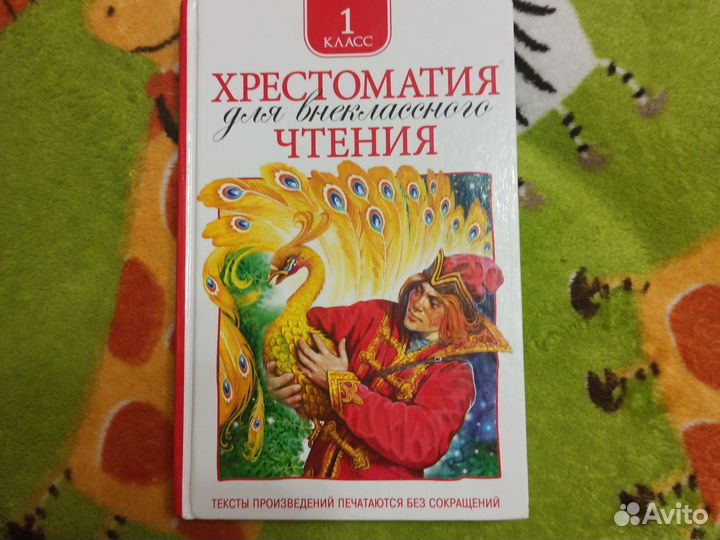 1
КЛАСС
ХРЕСТОМАТИЯ
для внеклассного
ЧТЕНИЯ
ТЕКСТЫ ПРОИЗВЕДЕНИЙ ПЕЧАТАЮТСЯ БЕЗ СОКРАЩЕНИЙ
Avito